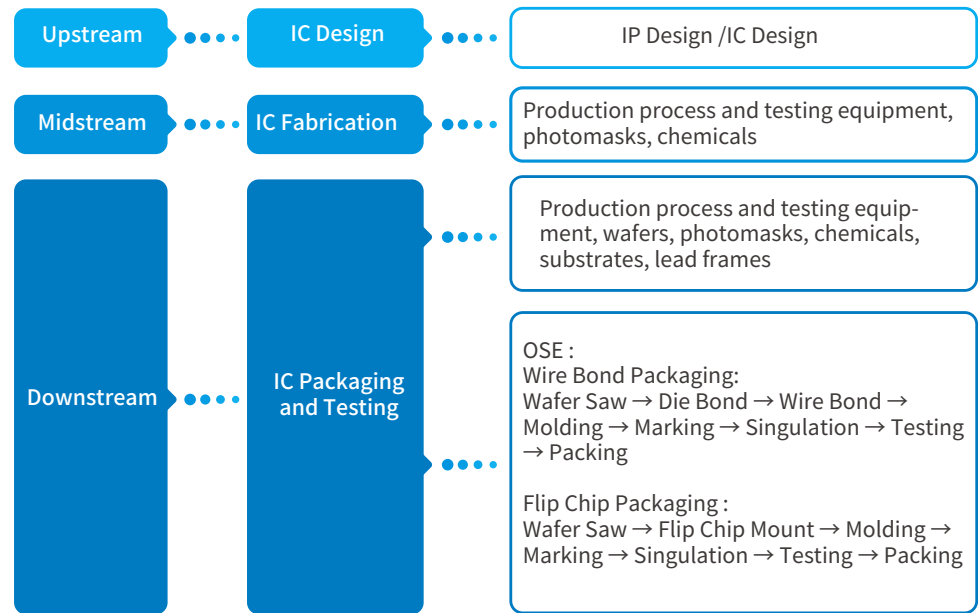 Upstream
IC Design
IP Design /IC Design
Midstream
IC Fabrication
Production process and testing equipment,
photomasks, chemicals
Downstream
IC Packaging
and Testing
Production process and testing equip-
ment, wafers, photomasks, chemicals,
substrates, lead frames
OSE :
Wire Bond Packaging:
Wafer Saw → Die Bond → Wire Bond →
Molding → Marking → Singulation → Testing
→ Packing
Flip Chip Packaging :
Wafer Saw → Flip Chip Mount → Molding →
Marking → Singulation → Testing → Packing